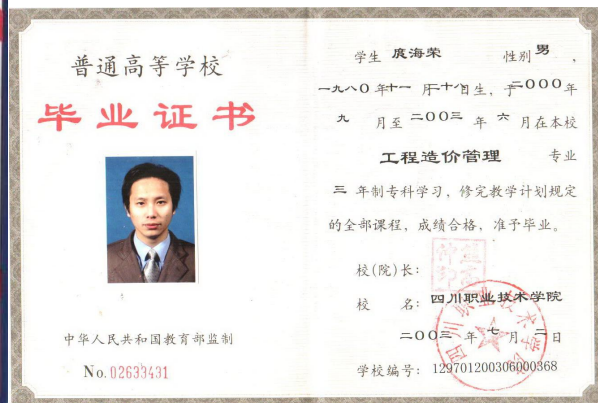 普通高等学校
毕业证书
中华人民共和国教育部监制
No. 02633431
学生 庹海荣 性别 男 ,
一九八〇年十一月二十八日生,于二〇〇〇年
九 月至 二〇〇三 年 六 月在本校
工程造价管理 专业
三 年制专科学习,修完教学计划规定
的全部课程,成绩合格,准予毕业。
校(院)长:
校 名: 四川职业技术学院
二〇〇三 年 七 月 二 日
学校编号: 129701200306000368